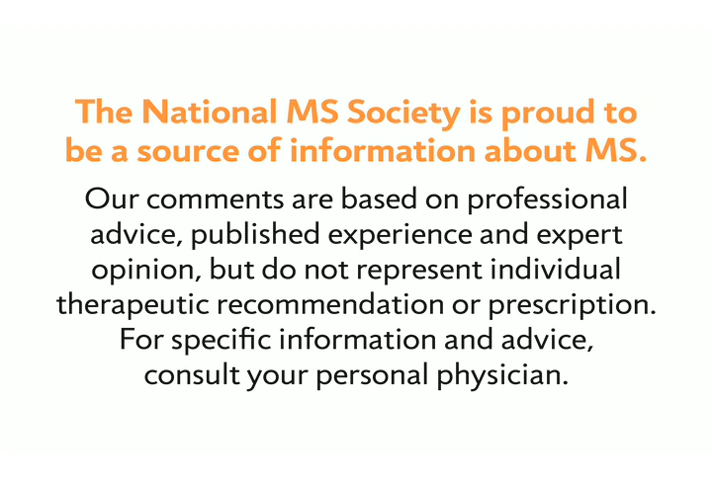 The National MS Society is proud to
be a source of information about MS.
Our comments are based on professional
advice, published experience and expert
opinion, but do not represent individual
therapeutic recommendation or prescription.
For specific information and advice,
consult your personal physician.